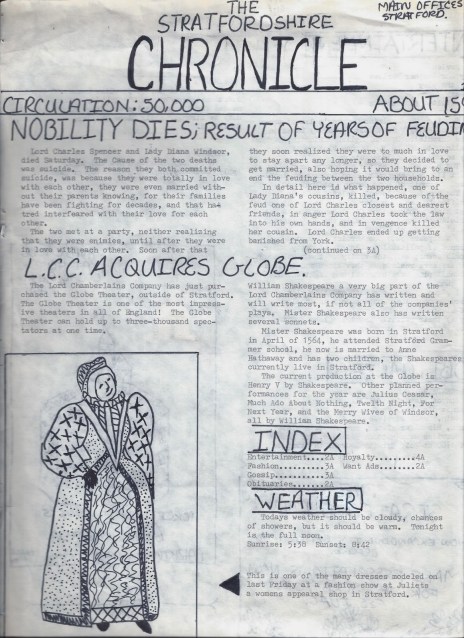 THE
STRATFORDSHIRE
CHRONICLE
MAIN OFFICES
STRATFORD.
CIRCULATION: 50,000
ABOUT 15
NOBILITY DIES; RESULT OF YEARS OF FEUDIN
Lord Charles Spenser and Lady Diana Windsor,
died Saturday. The Cause of the two deaths
was suicide. The reason they both committed
suicide, was because they were totally in love
with each other, they were even married with-
out their parents knowing, for their families
have been fighting for decades, and that ha-
tred interfeared with their love for each
other.
The two met at a party, neither realizing
that they were enimies, until after they were
in love with each other. Soon after that
they soon realized they were to much in love
to stay apart any longer, so they decided to
get married, also hoping it would bring to an
end the feuding between the two households.
In detail here is what happened, one of
Lady Diana's cousins, killed, because of the
feud one of Lord Charles closest and dearest
friends, in anger Lord Charles took the law
into his own hands, and in vengence killed
her cousin. Lord Charles ended up getting
banished from York.
(continued on 3A)
L.C.C. ACQUIRES GLOBE.
The Lord Chamberlains Company has just pur-
chased the Globe Theater, outside of Stratford.
The Globe Theater is one of the most impress-
ive theaters in all of England! The Globe
Theater can hold up to three-thousand spec-
tators at one time.
William Shakespeare a very big part of the
Lord Chamberlains Company has written and
will write most, if not all of the companies'
plays. Mister Shakespeare also has written
several sonnets.
Mister Shakespeare was born in Stratford
in April of 1564, he attended Stratford Gram-
mer school, he now is married to Anne
Hathaway and has two children, the Shakespeares
currently live in Stratford.
The current production at the Globe is
Henry V by Shakespeare. Other planned per-
formances for the year are Julius Ceasar,
Much Ado About Nothing, Twelth Night, For
Next Year, and the Merry Wives of Windsor,
all by William Shakespeare.
INDEX
Entertainment....2A Royalty.......4A
Fashion..........3A Want Ads...2A
Gossip...........3A
Obituaries.......2A
WEATHER
Todays weather should be cloudy, chances
of showers, but it should be warm. Tonight
is the full moon.
Sunrise: 5:38 Sunset: 8:42
This is one of the many dresses modeled on
last Friday at a fashion show at Juliets
a womens appearal shop in Stratford.